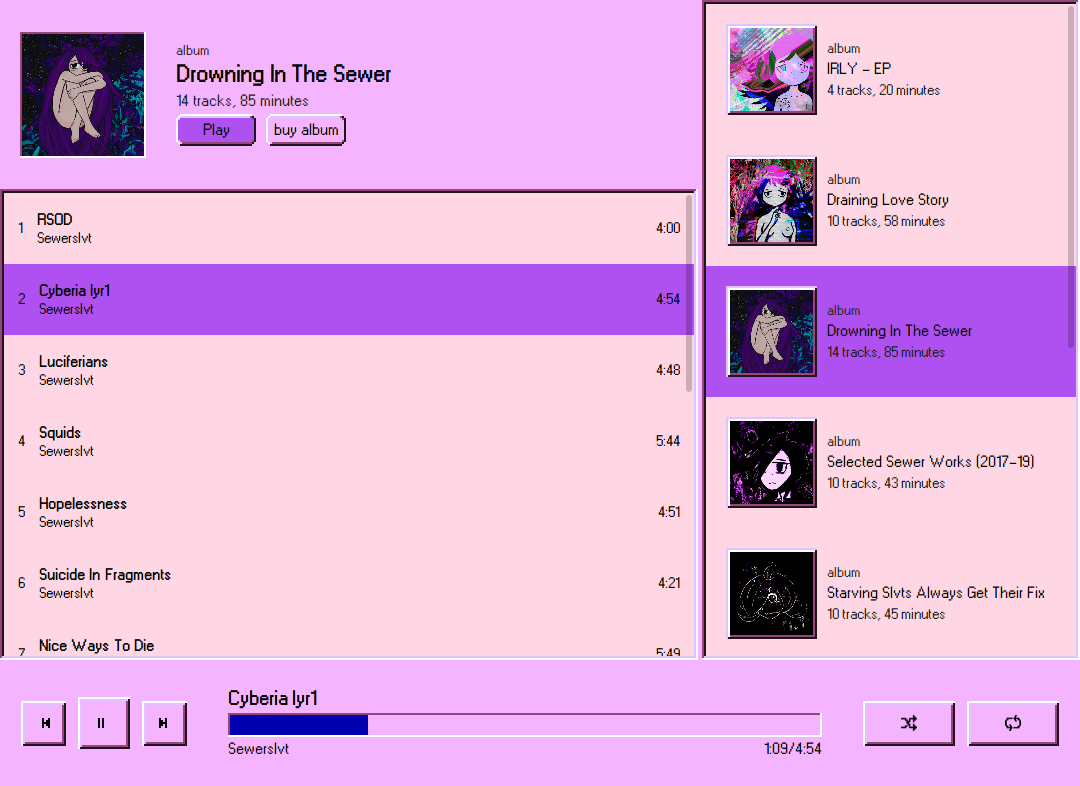 album
Drowning In The Sewer
14 tracks, 85 minutes
Play
buy album
1
RSOD
Sewerslvt
4:00
2
Cyberia lyr1
Sewerslvt
4:54
3
Luciferians
Sewerslvt
4:48
4
Squids
Sewerslvt
5:44
5
Hopelessness
Sewerslvt
4:51
6
Suicide In Fragments
Sewerslvt
4:21
7
Nice Ways To Die
5:49
album
IRLY - EP
4 tracks, 20 minutes
album
Draining Love Story
10 tracks, 58 minutes
album
Drowning In The Sewer
14 tracks, 85 minutes
album
Selected Sewer Works (2017-19)
10 tracks, 43 minutes
album
Starving Slvts Always Get Their Fix
10 tracks, 45 minutes
Cyberia lyr1
Sewerslvt
1:09/4:54